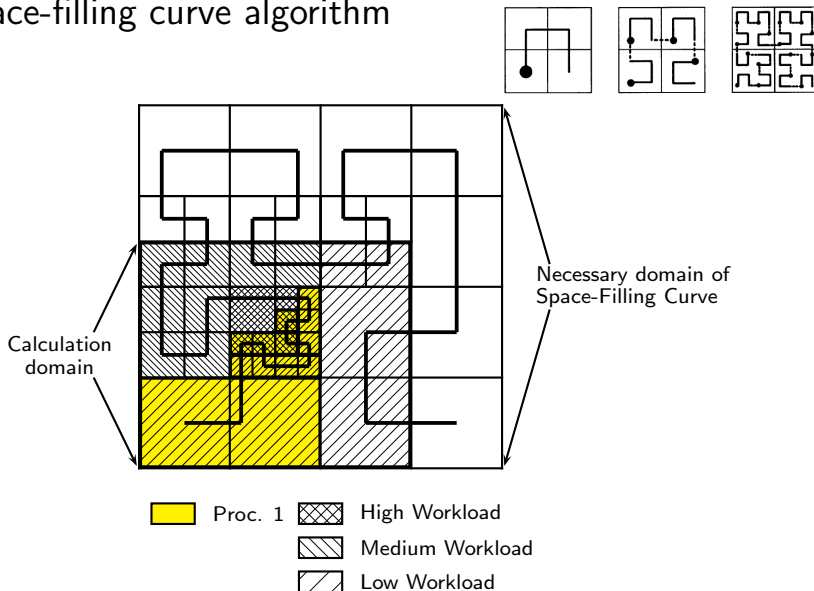 ce-filling curve algorithm
Necessary domain of
Space-Filling Curve
Calculation
domain
Proc. 1
High Workload
Medium Workload
Low Workload